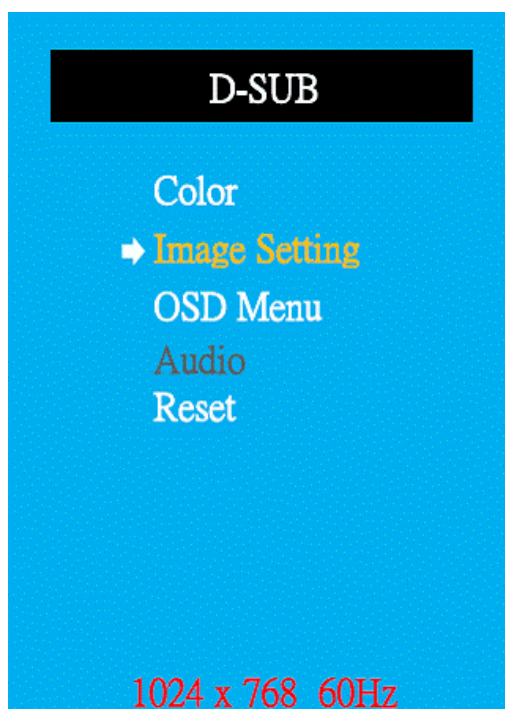 D-SUB
Color
Image Setting
OSD Menu
Audio
Reset
1024 x 768 60Hz